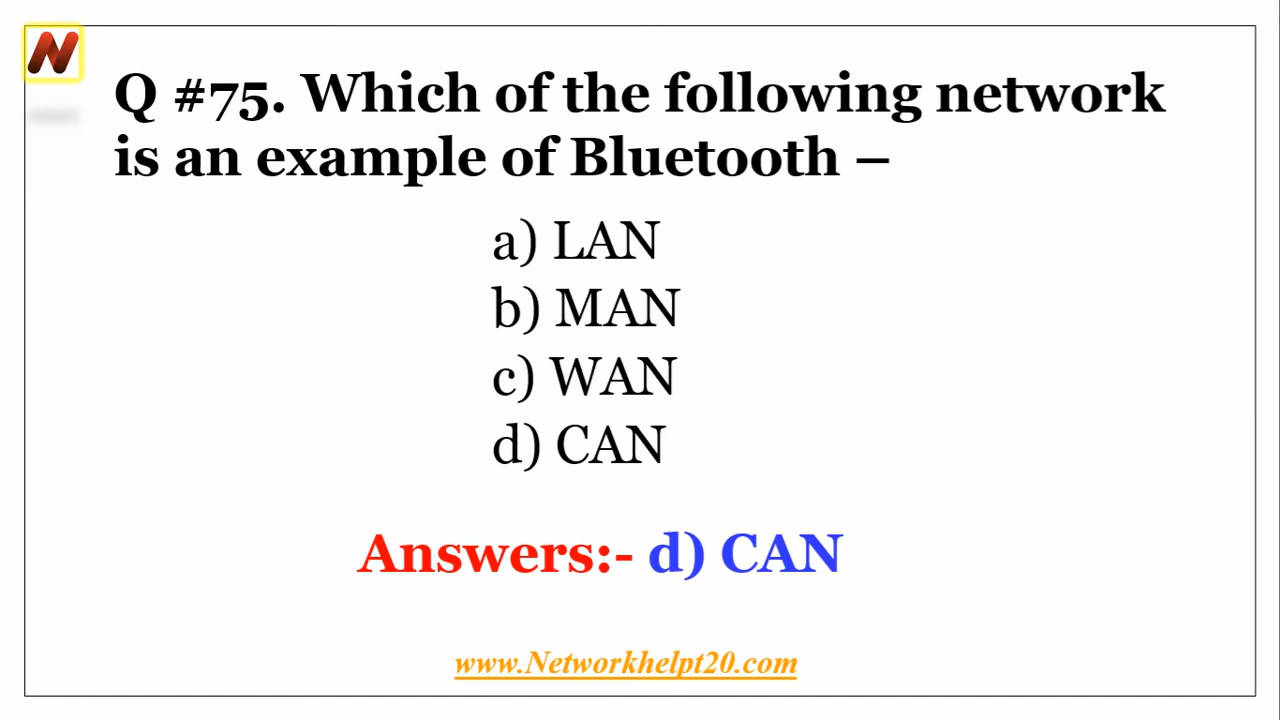 N
Q #75. Which of the following network
is an example of Bluetooth –
a) LAN
b) MAN
c) WAN
d) CAN
Answers:- d) CAN
www.Networkhelpt20.com